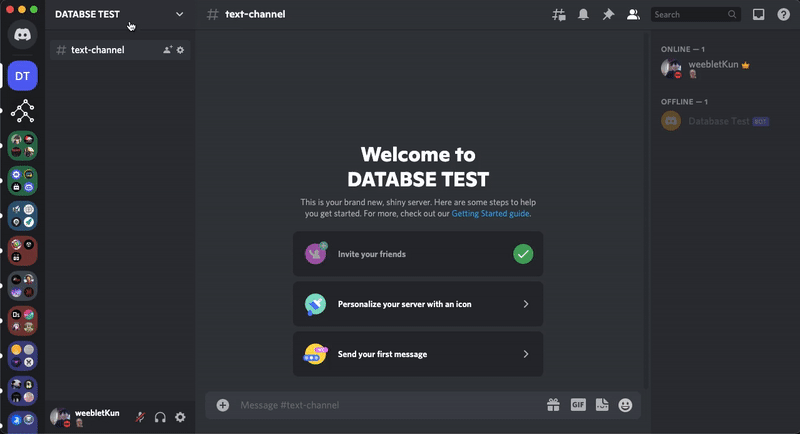 DATABSE TEST
# text-channel
DT
# text-channel
Search
Welcome to
DATABSE TEST
This is your brand new, shiny server. Here are some steps to help
you get started. For more, check out our Getting Started guide.
Invite your friends
Personalize your server with an icon
Send your first message
Message #text-channel
GIF
ONLINE — 1
weebletKun
OFFLINE — 1
Database Test BOT
weebletKun